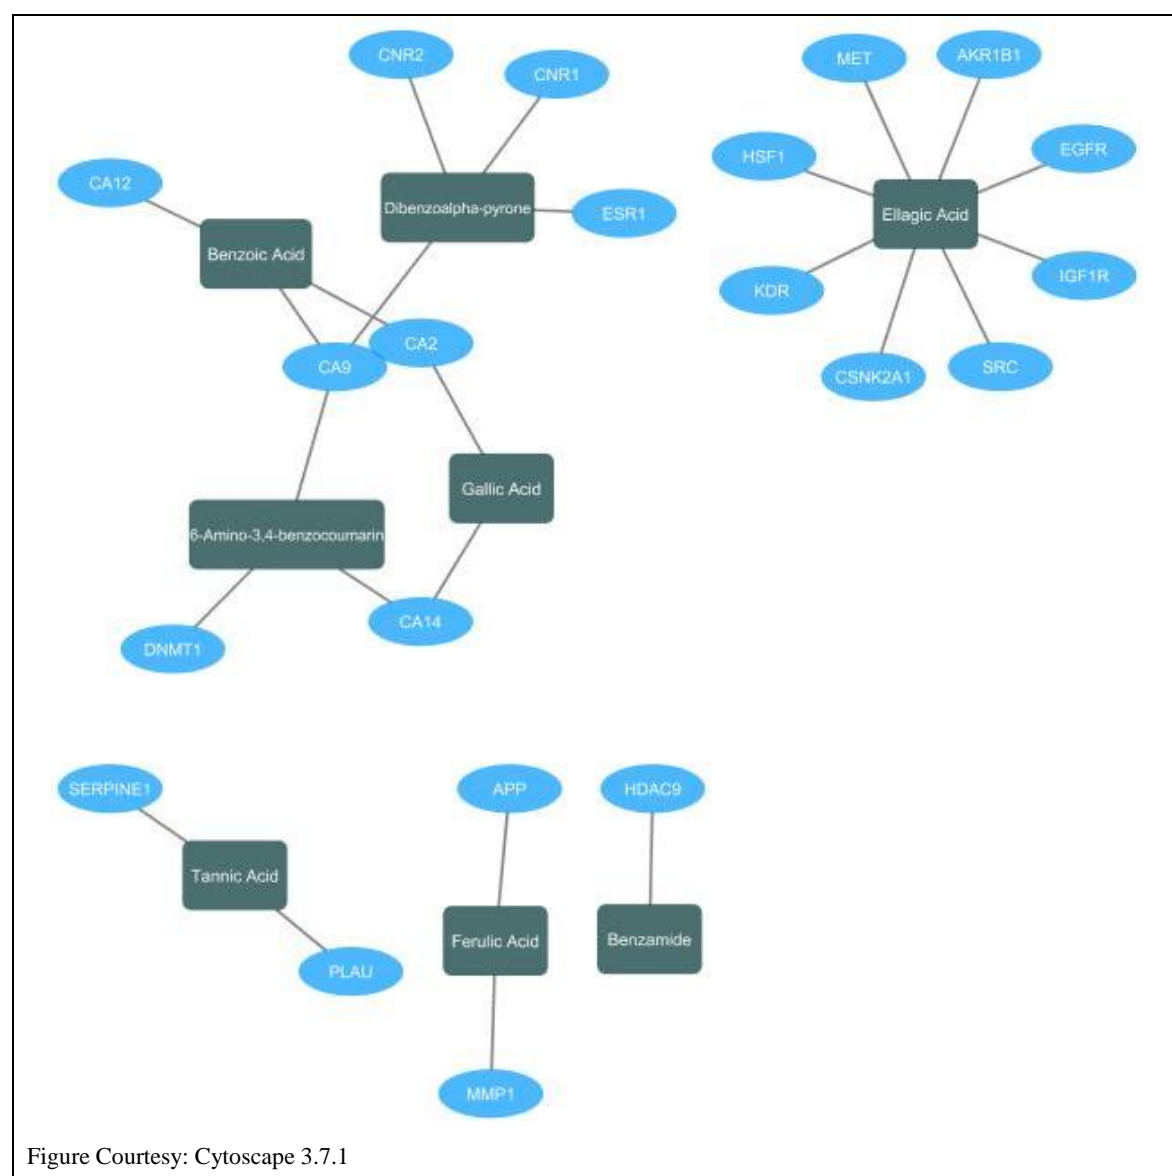 CNR2
CNR1
MET
AKR1B1
CA12
Dibenzoalpha-pyrone
ESR1
HSF1
EGFR
Ellagic Acid
Benzoic Acid
KDR
IGF1R
CA9
CA2
CSNK2A1
SRC
Gallic Acid
6-Amino-3,4-benzocoumarin
CA14
DNMT1
SERPINE1
APP
HDAC9
Tannic Acid
Ferulic Acid
Benzamide
PLAU
MMP1
Figure Courtesy: Cytoscape 3.7.1